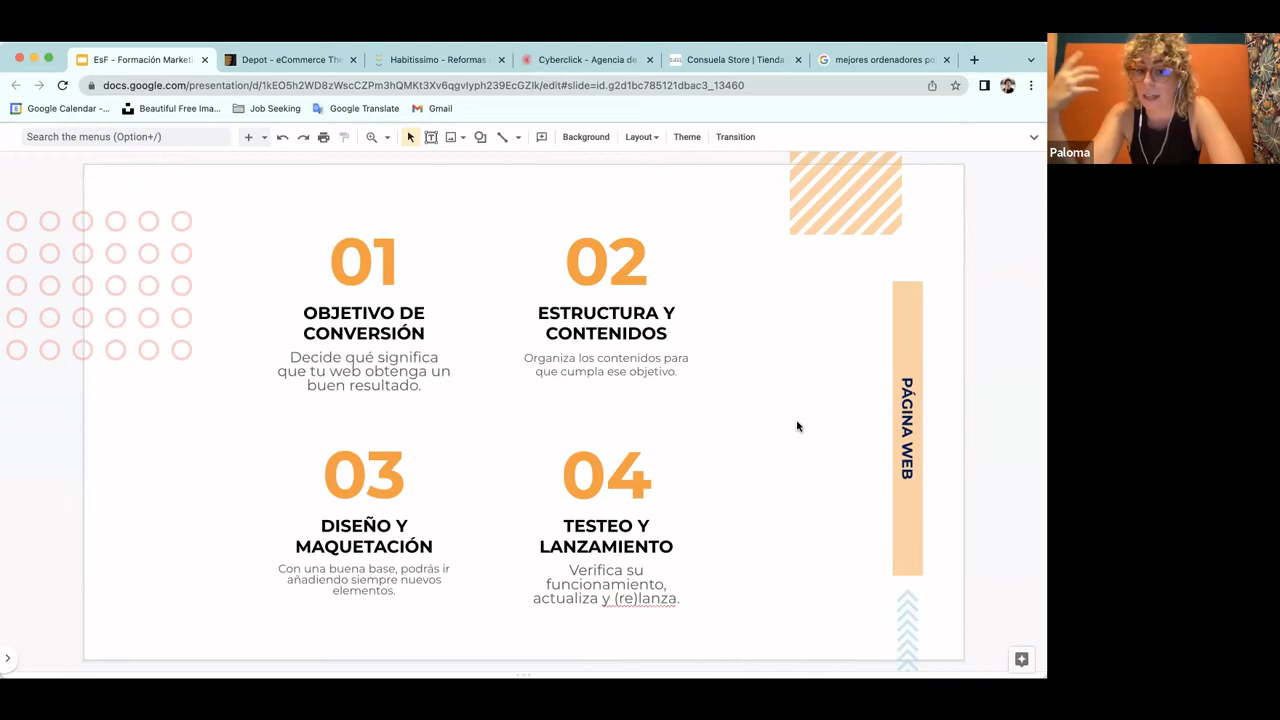 EsF - Formación Marketi
Depot - eCommerce The
Habitissimo - Reformas
Cyberclick - Agencia de
Consuela Store | Tienda
mejores ordenadores po
docs.google.com/presentation/d/1kEO5h2WD8zWscCZPm3hQMKt3Xv6qgvIyph239EcGZIk/edit#slide=id.g2d1bc785121dbac3_13460
Google Calendar -...
Beautiful Free Ima...
Job Seeking
Google Translate
Gmail
Search the menus (Option+/)
Background
Layout
Theme
Transition
Paloma
01
OBJETIVO DE
CONVERSIÓN
Decide qué significa
que tu web obtenga un
buen resultado.
02
ESTRUCTURA Y
CONTENIDOS
Organiza los contenidos para
que cumpla ese objetivo.
03
DISEÑO Y
MAQUETACIÓN
Con una buena base, podrás ir
añadiendo siempre nuevos
elementos.
04
TESTEO Y
LANZAMIENTO
Verifica su
funcionamiento,
actualiza y (re)lanza.
PÁGINA WEB